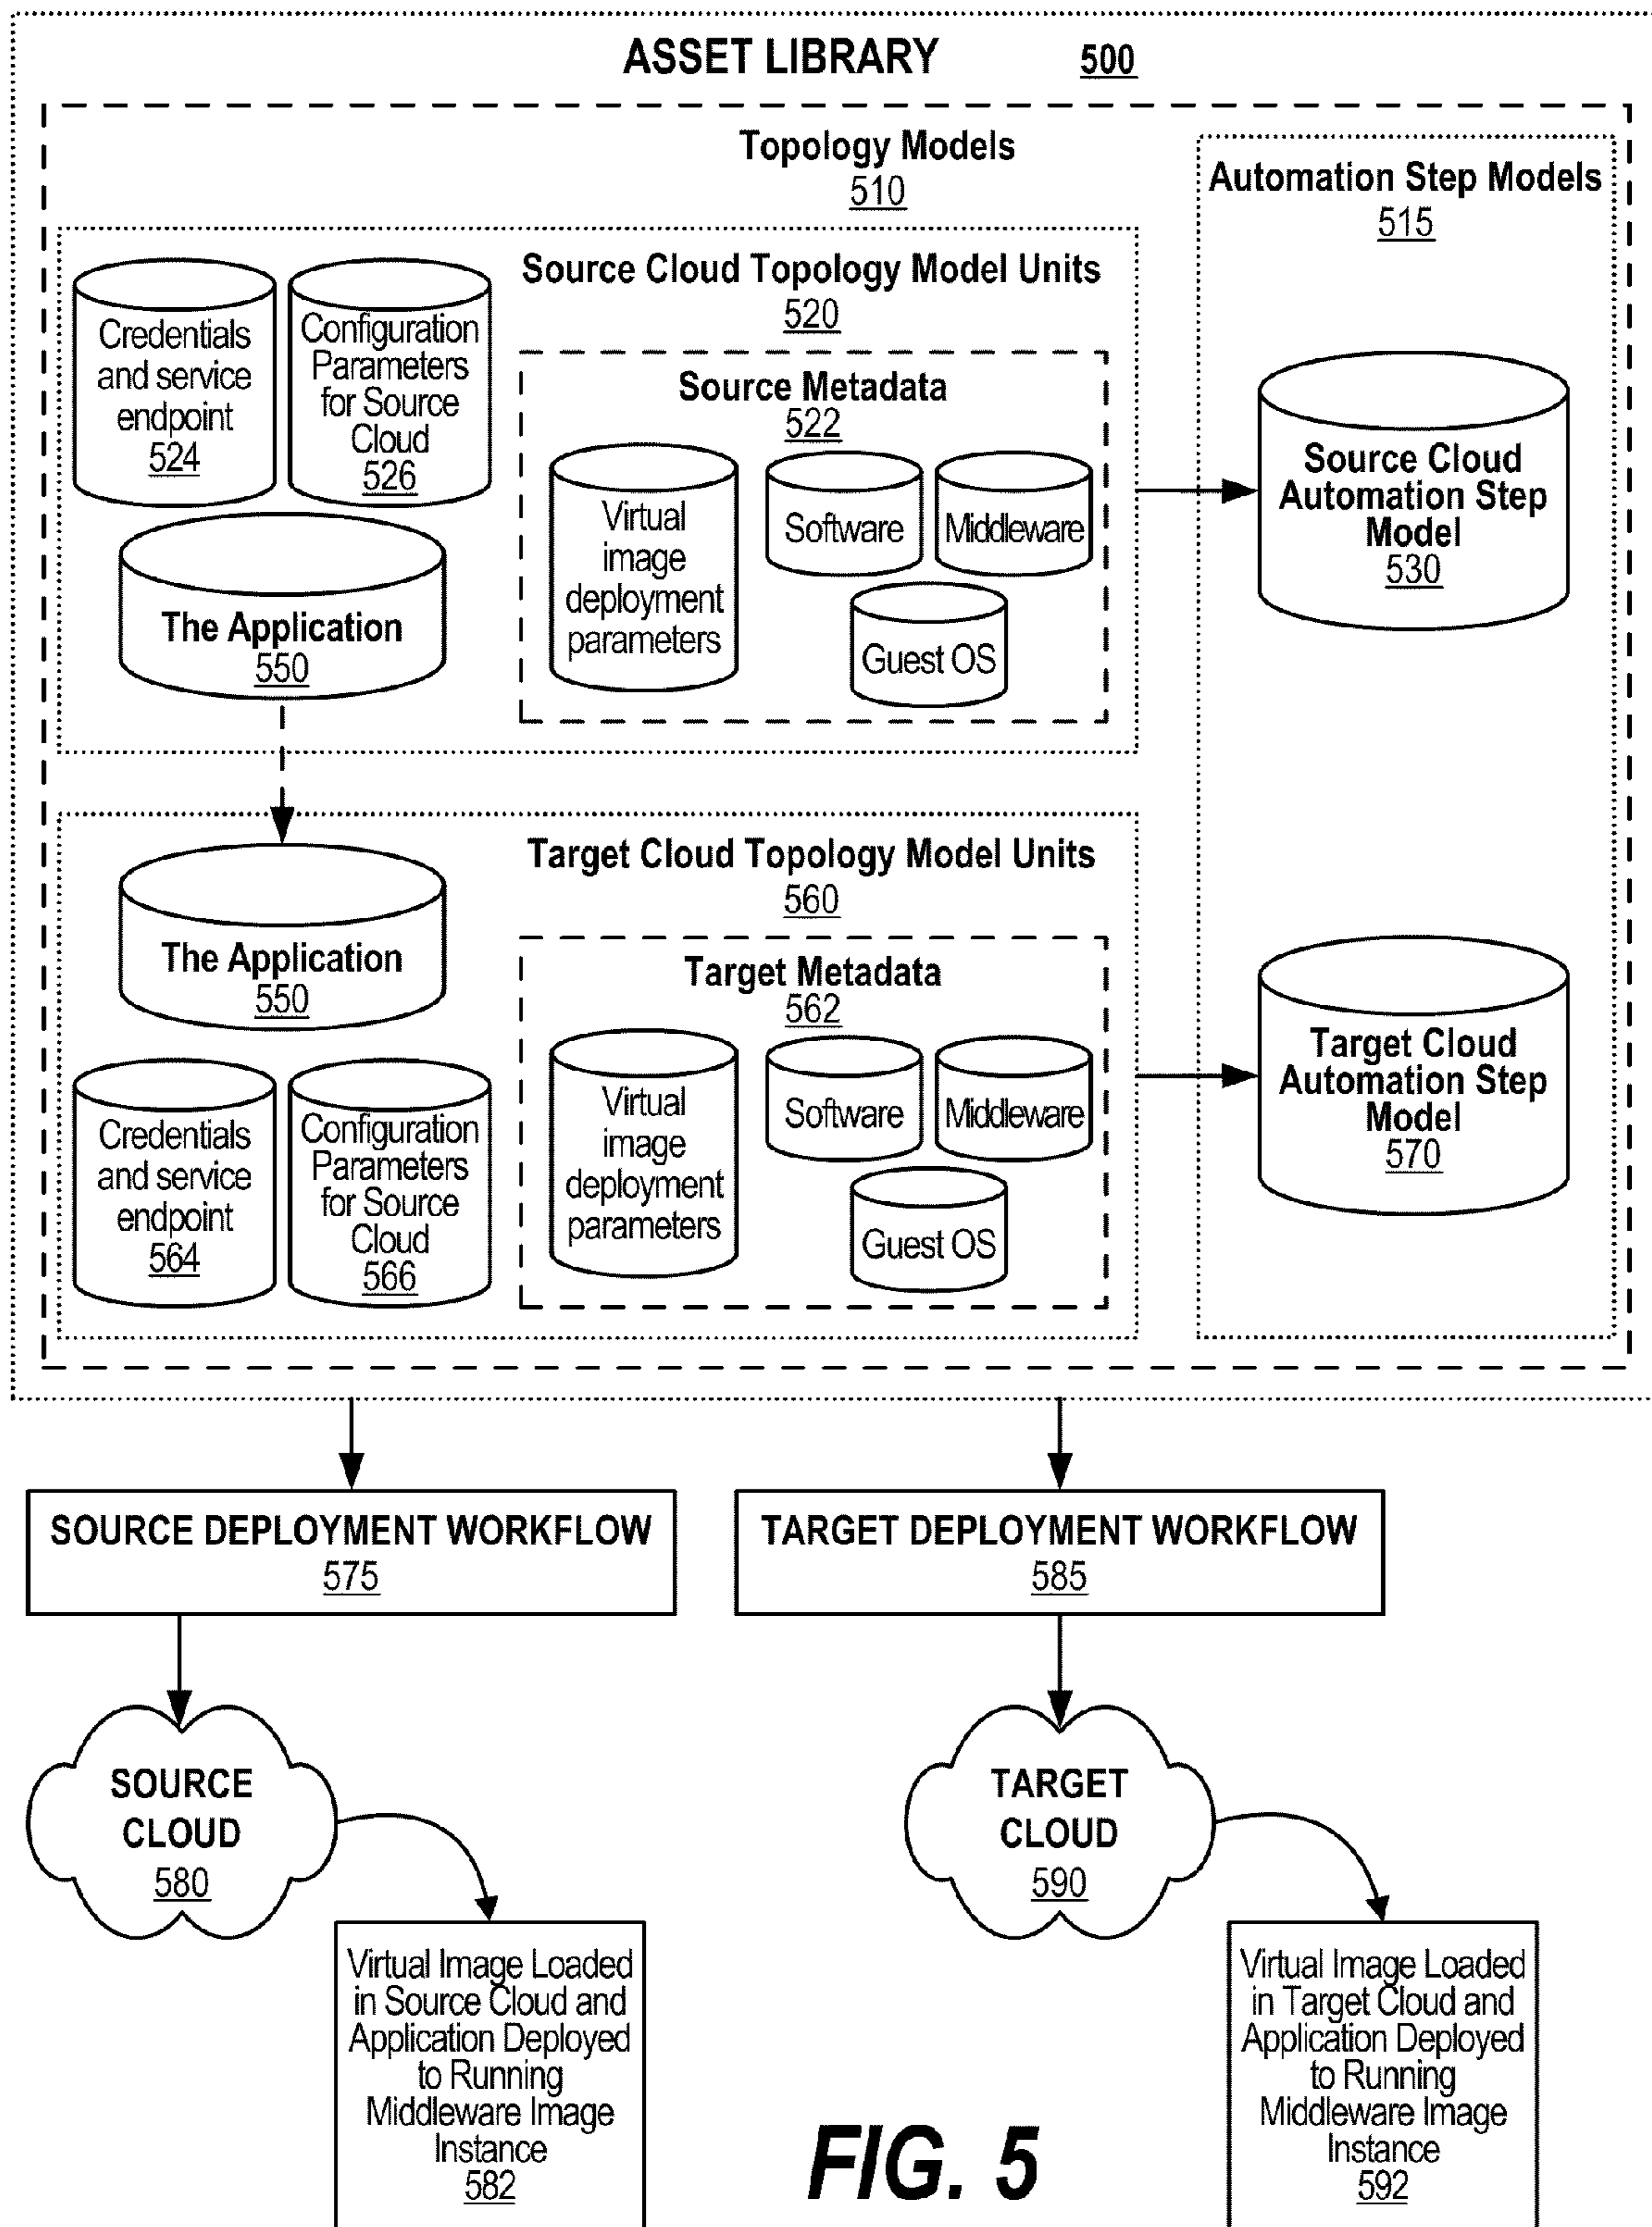 ASSET LIBRARY 500
Topology Models
510
Automation Step Models
515
Source Cloud Topology Model Units
520
Credentials
and service
endpoint
524
Configuration
Parameters
for Source
Cloud
526
The Application
550
Source Metadata
522
Virtual
image
deployment
parameters
Software
Middleware
Guest OS
Source Cloud
Automation Step
Model
530
Target Cloud Topology Model Units
560
The Application
550
Credentials
and service
endpoint
564
Configuration
Parameters
for Source
Cloud
566
Target Metadata
562
Virtual
image
deployment
parameters
Software
Middleware
Guest OS
Target Cloud
Automation Step
Model
570
SOURCE DEPLOYMENT WORKFLOW
575
TARGET DEPLOYMENT WORKFLOW
585
SOURCE
CLOUD
580
TARGET
CLOUD
590
Virtual Image Loaded
in Source Cloud and
Application Deployed
to Running
Middleware Image
Instance
582
Virtual Image Loaded
in Target Cloud and
Application Deployed
to Running
Middleware Image
Instance
592
FIG. 5